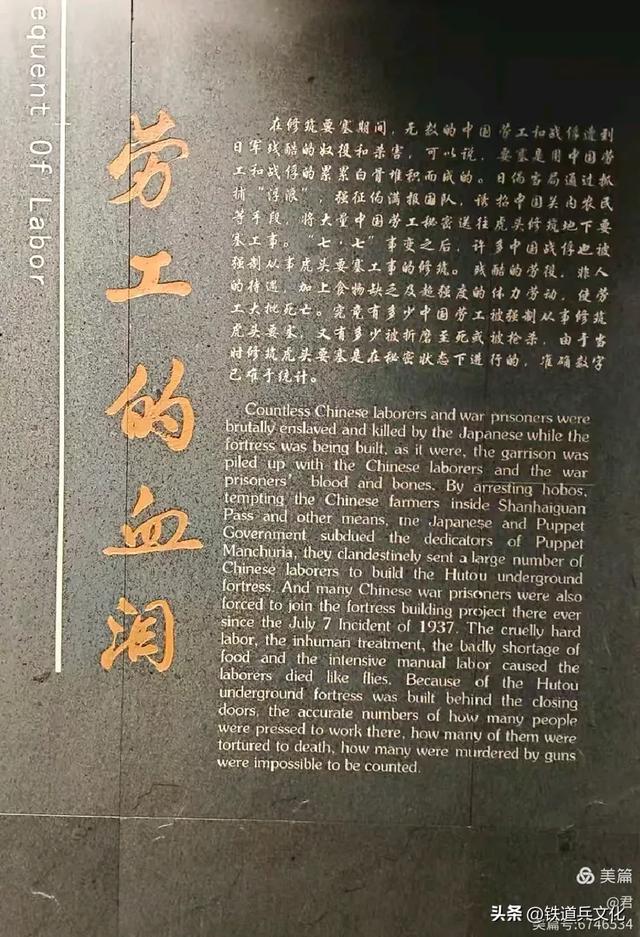 equent Of Labor
劳工的血泪
在修筑要塞期间，无数的中国劳工和战俘遭到
日军残酷的奴役和杀害，可以说，要塞是用中国劳
工和战俘的累累白骨堆积而成的。日伪当局通过抓
捕“浮浪”，强征伪满报国队，诱招中国关内农民
等手段，将大量中国劳工秘密送往虎头修筑地下要
塞工事。“七·七”事变之后，许多中国战俘也被
强制从事虎头要塞工事的修筑。残酷的劳役，非人
的待遇，加上食物缺乏及超强度的体力劳动，使劳
工大批死亡。究竟有多少中国劳工被强制从事修筑
虎头要塞，又有多少被折磨至死或被枪杀，由于当
时修筑虎头要塞是在秘密状态下进行的，准确数字
已难于统计。
Countless Chinese laborers and war prisoners were
brutally enslaved and killed by the Japanese while the
fortress was being built, as it were, the garrison was
piled up with the Chinese laborers and the war
prisoners' blood and bones. By arresting hobos,
tempting the Chinese farmers inside Shanhaiguan
Pass and other means, the Japanese and Puppet
Government subdued the dedicators of Puppet
Manchuria, they clandestinely sent a large number of
Chinese laborers to build the Hutou underground
fortress. And many Chinese war prisoners were also
forced to join the fortress building project there ever
since the July 7 Incident of 1937. The cruelly hard
labor, the inhuman treatment, the badly shortage of
food and the intensive manual labor caused the
laborers died like flies. Because of the Hutou
underground fortress was built behind the closing
doors, the accurate numbers of how many people
were pressed to work there, how many of them were
tortured to death, how many were murdered by guns
were impossible to be counted.
美篇
@君
头条 @铁道兵文化
美篇号:6746534